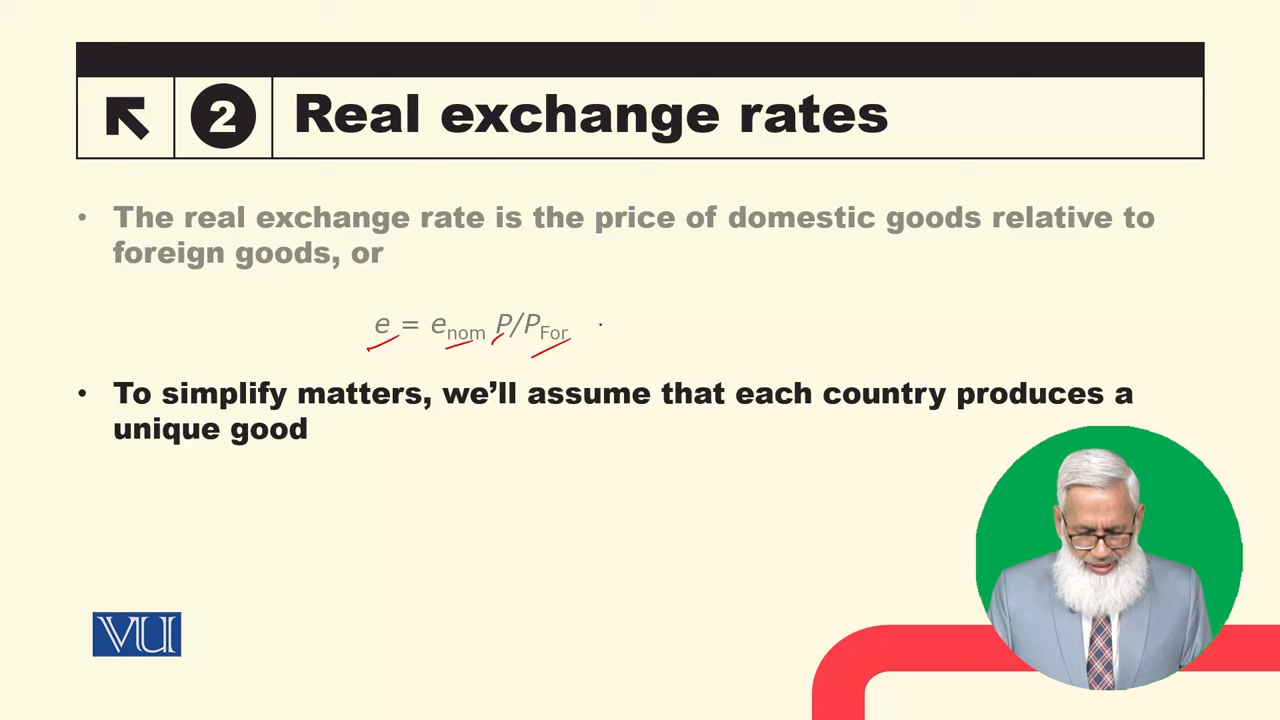 2 Real exchange rates
• The real exchange rate is the price of domestic goods relative to
foreign goods, or
e = enom P/PFor
• To simplify matters, we’ll assume that each country produces a
unique good
VU